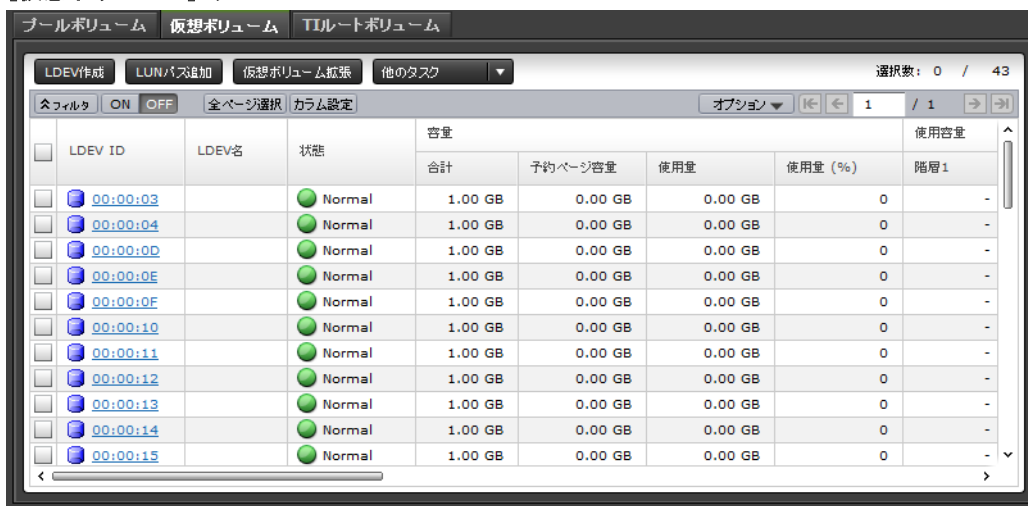 プールボリューム 仮想ボリューム TIルートボリューム
LDEV作成 LUNパス追加 仮想ボリューム拡張 他のタスク 選択数: 0 / 43
フィルタ ON OFF 全ページ選択 カラム設定 オプション 1 / 1
LDEV ID LDEV名 状態 容量 使用容量
合計 予約ページ容量 使用量 使用量 (%) 階層1
00:00:03 Normal 1.00 GB 0.00 GB 0.00 GB 0 -
00:00:04 Normal 1.00 GB 0.00 GB 0.00 GB 0 -
00:00:0D Normal 1.00 GB 0.00 GB 0.00 GB 0 -
00:00:0E Normal 1.00 GB 0.00 GB 0.00 GB 0 -
00:00:0F Normal 1.00 GB 0.00 GB 0.00 GB 0 -
00:00:10 Normal 1.00 GB 0.00 GB 0.00 GB 0 -
00:00:11 Normal 1.00 GB 0.00 GB 0.00 GB 0 -
00:00:12 Normal 1.00 GB 0.00 GB 0.00 GB 0 -
00:00:13 Normal 1.00 GB 0.00 GB 0.00 GB 0 -
00:00:14 Normal 1.00 GB 0.00 GB 0.00 GB 0 -
00:00:15 Normal 1.00 GB 0.00 GB 0.00 GB 0 -